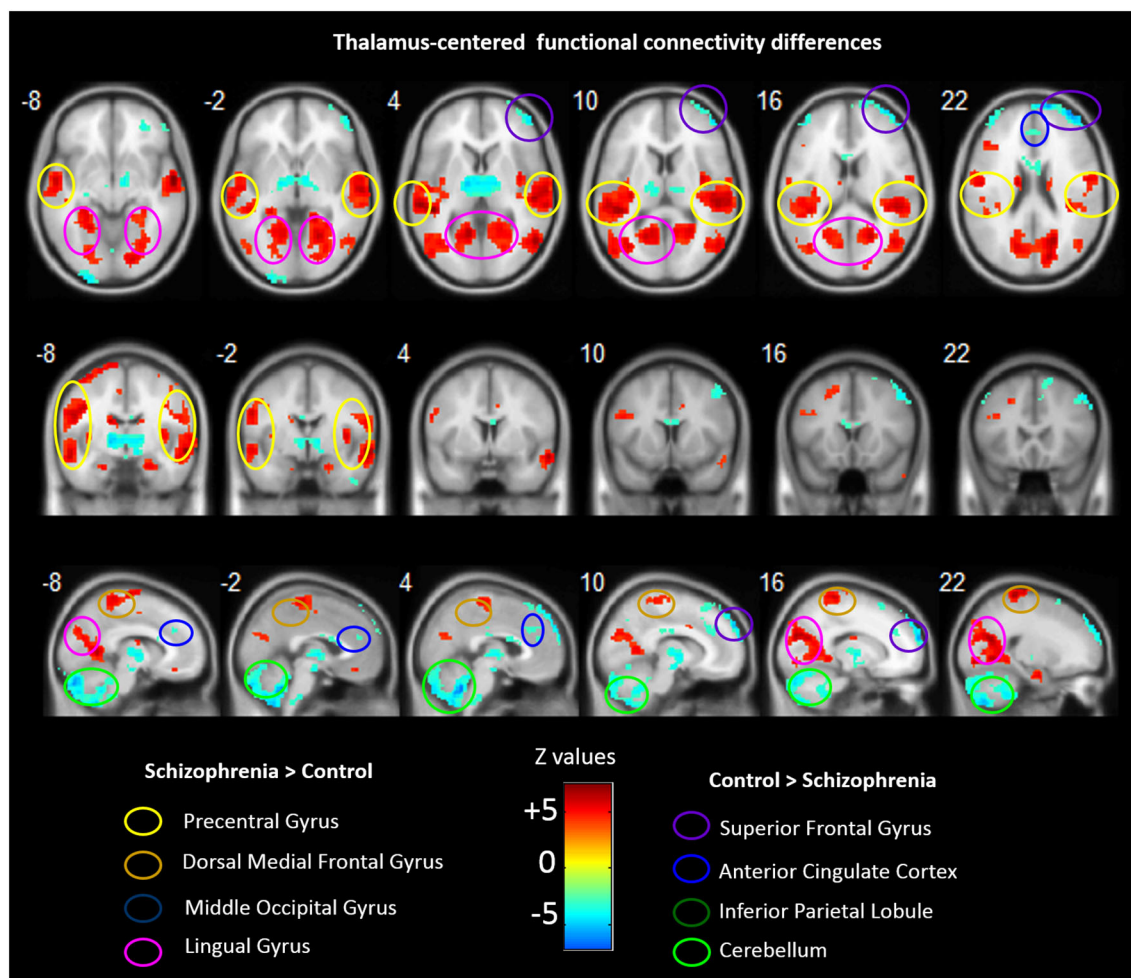 Thalamus-centered functional connectivity differences
-8 -2 4 10 16 22
-8 -2 4 10 16 22
-8 -2 4 10 16 22
Schizophrenia > Control
Precentral Gyrus
Dorsal Medial Frontal Gyrus
Middle Occipital Gyrus
Lingual Gyrus
Z values
+5
0
-5
Control > Schizophrenia
Superior Frontal Gyrus
Anterior Cingulate Cortex
Inferior Parietal Lobule
Cerebellum